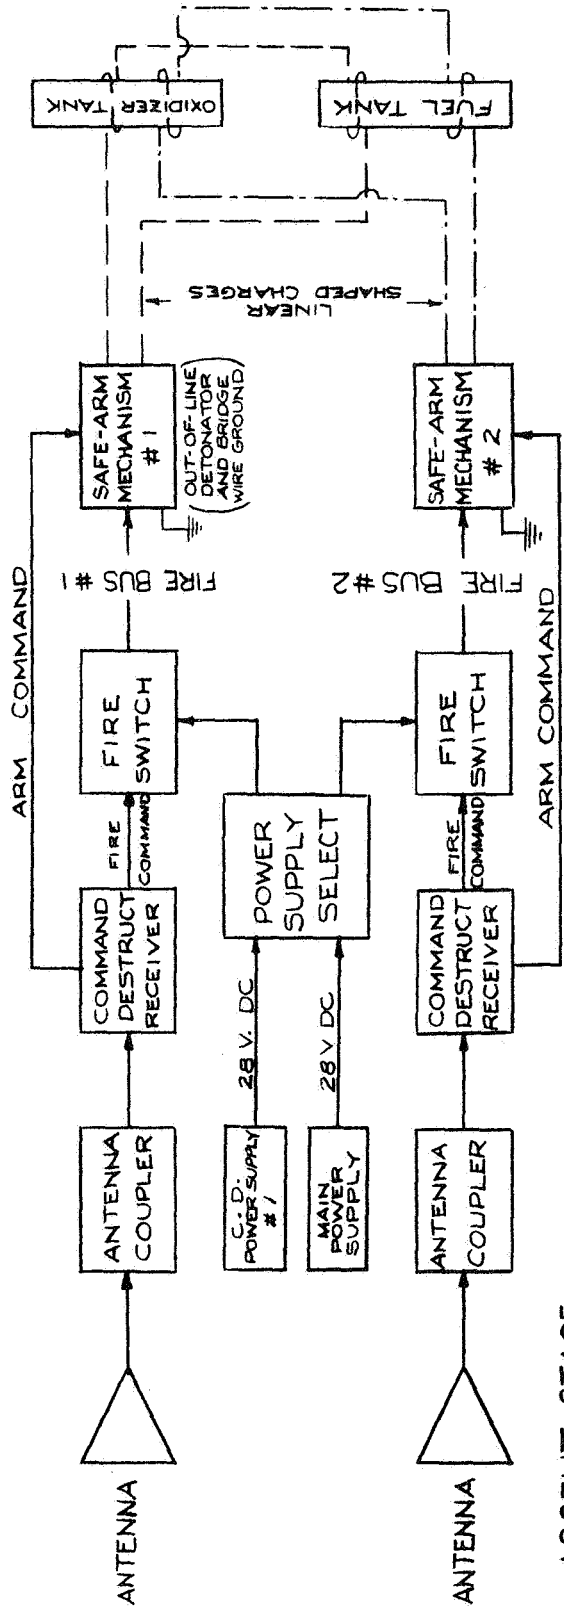 ANTENNA
ANTENNA
COUPLER
COMMAND
DESTRUCT
RECEIVER
ARM COMMAND
FIRE
COMMAND
FIRE
SWITCH
FIRE BUS #1
SAFE-ARM
MECHANISM
#1
(OUT-OF-LINE
DETONATOR
AND BRIDGE
WIRE GROUND)
LINEAR
SHAPED CHARGES
OXIDIZER
TANK
FUEL
TANK
C.D.
POWER SUPPLY
#1
28 V. DC
MAIN
POWER
SUPPLY
28 V DC
POWER
SUPPLY
SELECT
ANTENNA
ANTENNA
COUPLER
COMMAND
DESTRUCT
RECEIVER
FIRE
COMMAND
FIRE
SWITCH
FIRE BUS #2
SAFE-ARM
MECHANISM
#2
ARM COMMAND